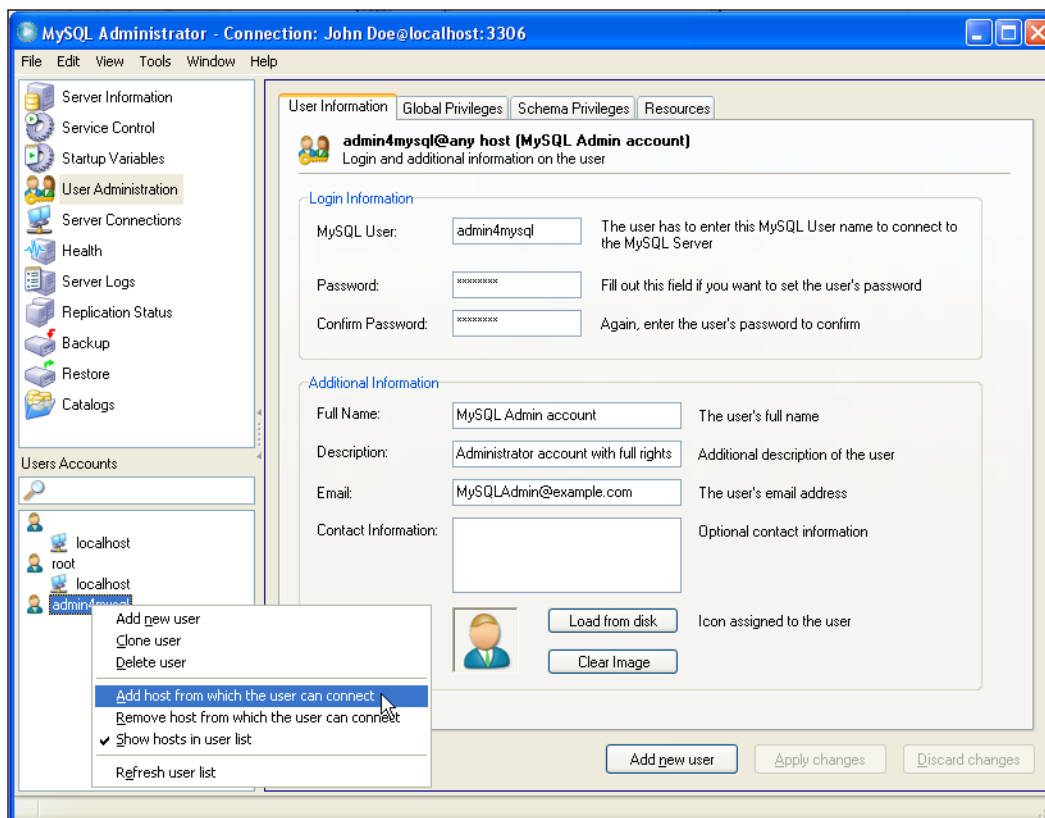 MySQL Administrator - Connection: John Doe@localhost:3306
File Edit View Tools Window Help
Server Information
Service Control
Startup Variables
User Administration
Server Connections
Health
Server Logs
Replication Status
Backup
Restore
Catalogs
Users Accounts
localhost
root
localhost
admin4mysql
Add new user
Clone user
Delete user
Add host from which the user can connect
Remove host from which the user can connect
Show hosts in user list
Refresh user list
User Information Global Privileges Schema Privileges Resources
admin4mysql@any host (MySQL Admin account)
Login and additional information on the user
Login Information
MySQL User: admin4mysql The user has to enter this MySQL User name to connect to
the MySQL Server
Password: xxxxxxxx Fill out this field if you want to set the user's password
Confirm Password: xxxxxxxx Again, enter the user's password to confirm
Additional Information
Full Name: MySQL Admin account The user's full name
Description: Administrator account with full rights Additional description of the user
Email: MySQLAdmin@example.com The user's email address
Contact Information: Optional contact information
Load from disk Icon assigned to the user
Clear Image
Add new user Apply changes Discard changes